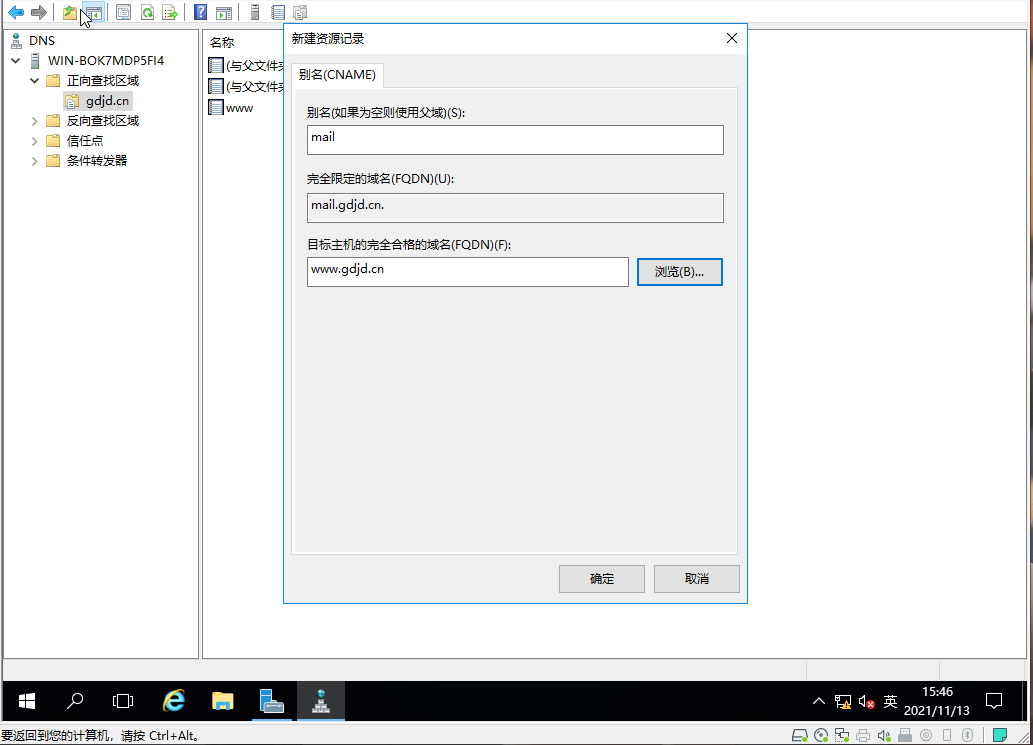 新建资源记录
DNS
WIN-BOK7MDP5FI4
正向查找区域
gdjd.cn
反向查找区域
信任点
条件转发器
名称
(与父文件夹
(与父文件夹
www
别名(CNAME)
别名(如果为空则使用父域)(S):
mail
完全限定的域名(FQDN)(U):
mail.gdjd.cn.
目标主机的完全合格的域名(FQDN)(F):
www.gdjd.cn
浏览(B)...
确定
取消
英
15:46
2021/11/13
要返回到您的计算机，请按 Ctrl+Alt。